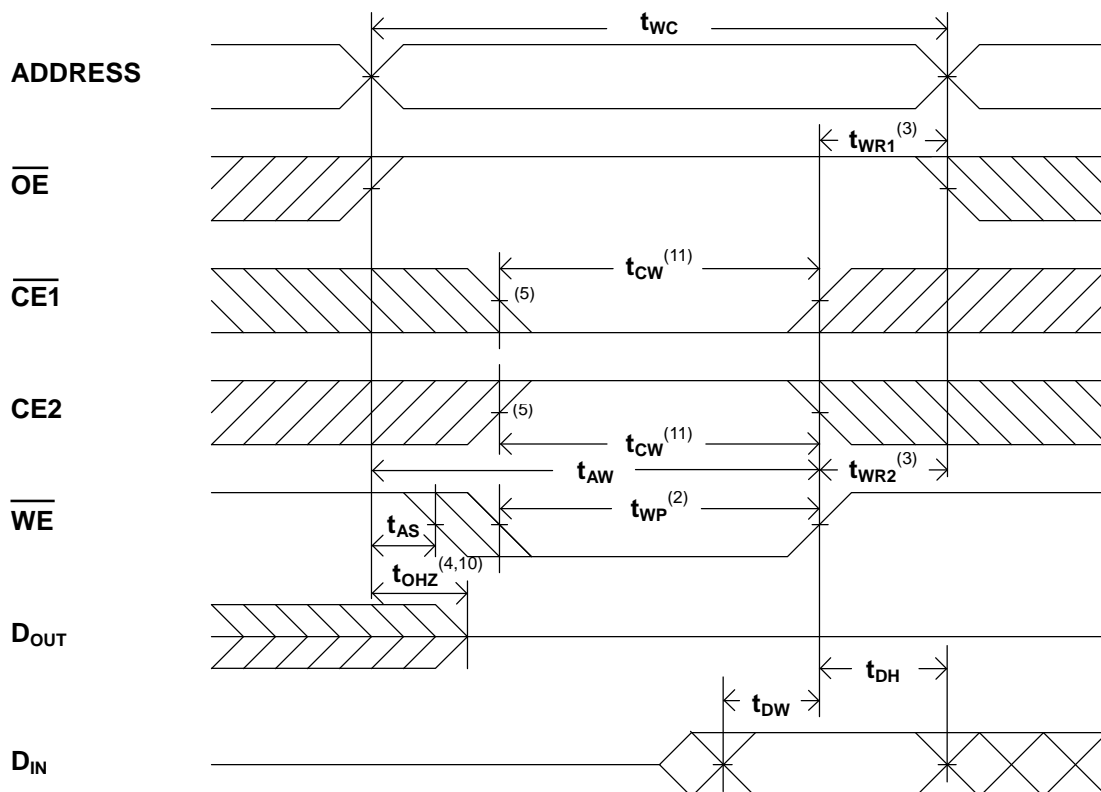 tWC
ADDRESS
tWR1(3)
OE
tCW(11)
CE1
(5)
CE2
(5)
tCW(11)
tAW
tWR2(3)
WE
tWP(2)
tAS
tOHZ(4,10)
DOUT
tDH
tDW
DIN